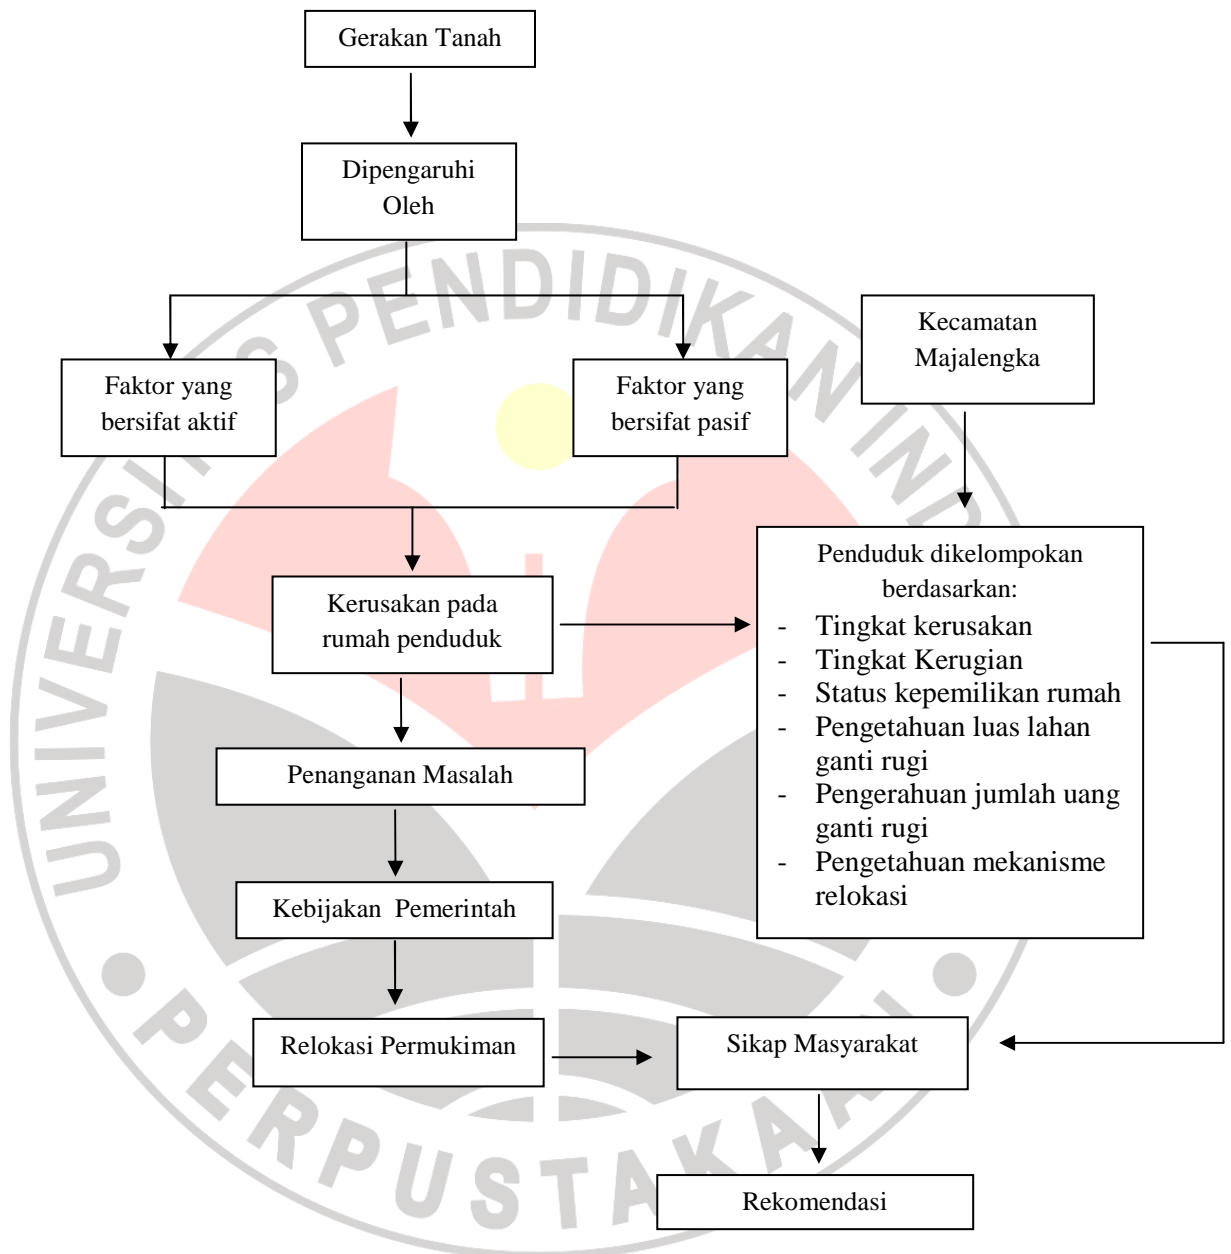 Gerakan Tanah
Dipengaruhi
Oleh
Kecamatan
Majalengka
Faktor yang
bersifat aktif
Faktor yang
bersifat pasif
Penduduk dikelompokan
berdasarkan:
- Tingkat kerusakan
- Tingkat Kerugian
- Status kepemilikan rumah
- Pengetahuan luas lahan
ganti rugi
- Pengerahuan jumlah uang
ganti rugi
- Pengetahuan mekanisme
relokasi
Kerusakan pada
rumah penduduk
Penanganan Masalah
Kebijakan Pemerintah
Relokasi Permukiman
Sikap Masyarakat
Rekomendasi
UNIVERSI S PENDIDIKAN IND
PERPUSTAKAAN